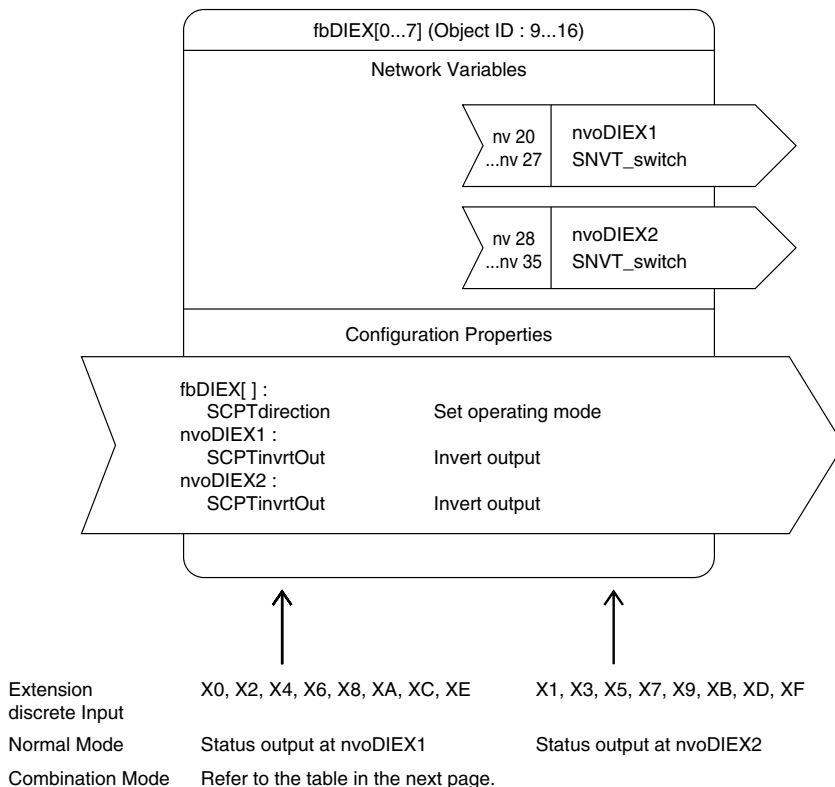 fbDIEX[0...7] (Object ID : 9...16)
Network Variables
nv 20
...nv 27
nvoDIEX1
SNVT_switch
nv 28
...nv 35
nvoDIEX2
SNVT_switch
Configuration Properties
fbDIEX[ ] :
SCPTdirection Set operating mode
nvoDIEX1 :
SCPTinvrtOut Invert output
nvoDIEX2 :
SCPTinvrtOut Invert output
Extension
discrete Input
X0, X2, X4, X6, X8, XA, XC, XE X1, X3, X5, X7, X9, XB, XD, XF
Normal Mode Status output at nvoDIEX1 Status output at nvoDIEX2
Combination Mode Refer to the table in the next page.